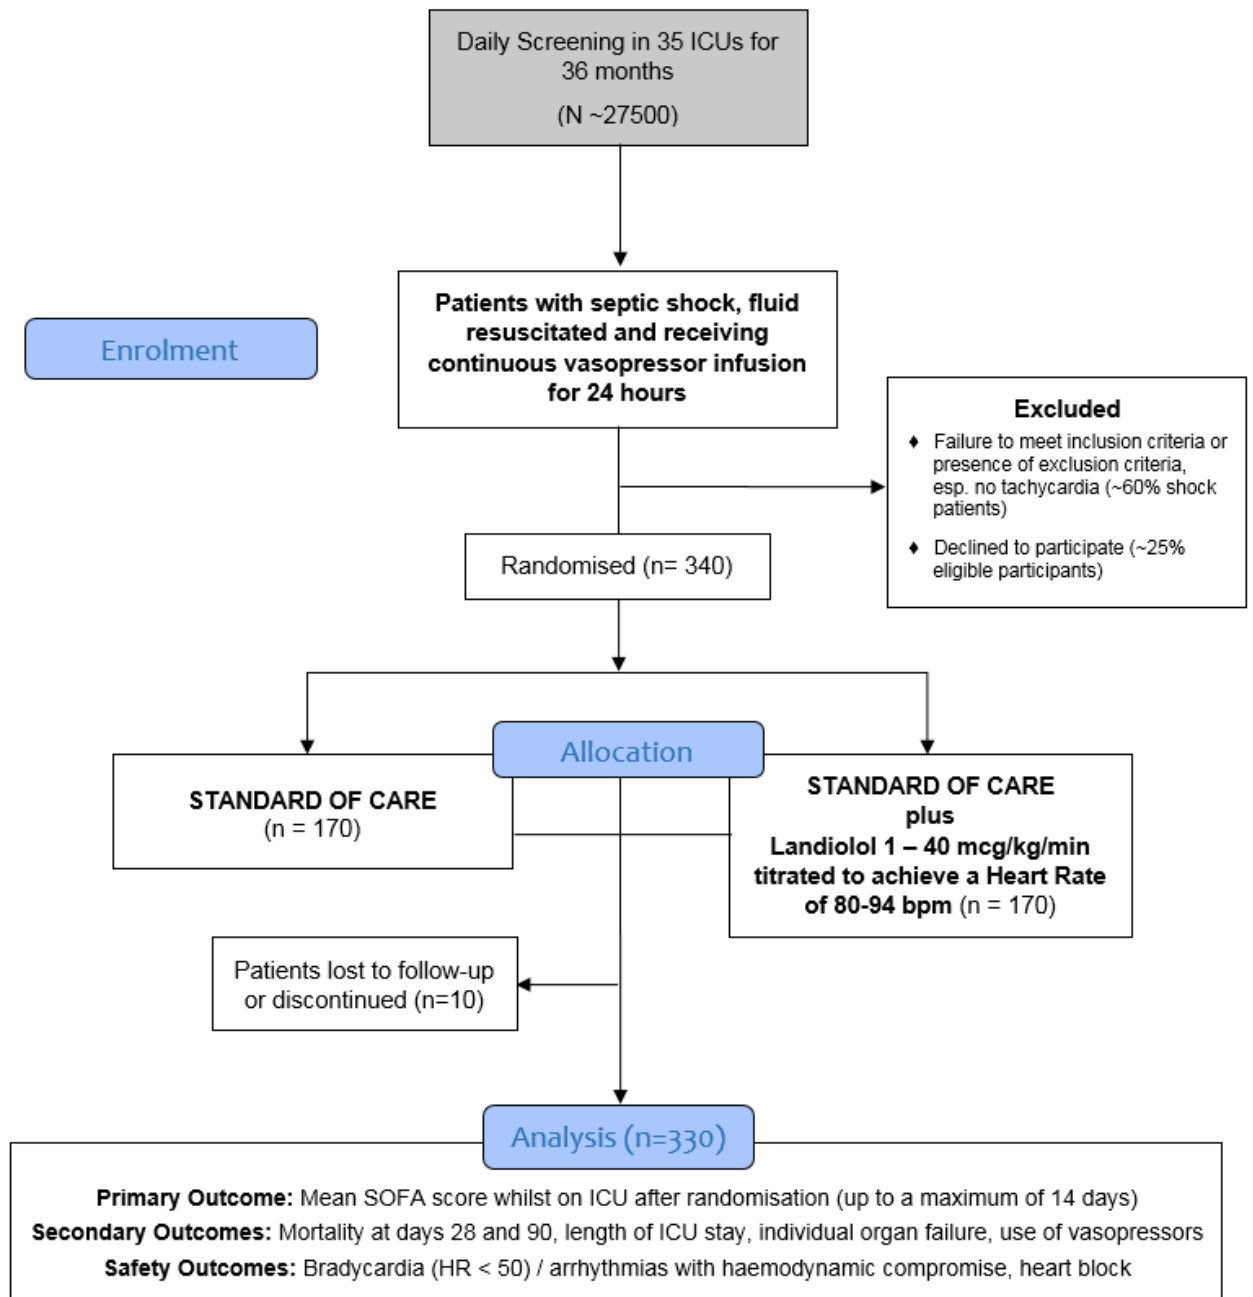 Daily Screening in 35 ICUs for
36 months
(N ~27500)
Patients with septic shock, fluid
resuscitated and receiving
continuous vasopressor infusion
for 24 hours
Enrolment
Excluded
♦ Failure to meet inclusion criteria or
presence of exclusion criteria,
esp. no tachycardia (~60% shock
patients)
♦ Declined to participate (~25%
eligible participants)
Randomised (n= 340)
Allocation
STANDARD OF CARE
(n = 170)
STANDARD OF CARE
plus
Landiolol 1 – 40 mcg/kg/min
titrated to achieve a Heart Rate
of 80-94 bpm (n = 170)
Patients lost to follow-up
or discontinued (n=10)
Analysis (n=330)
Primary Outcome: Mean SOFA score whilst on ICU after randomisation (up to a maximum of 14 days)
Secondary Outcomes: Mortality at days 28 and 90, length of ICU stay, individual organ failure, use of vasopressors
Safety Outcomes: Bradycardia (HR < 50) / arrhythmias with haemodynamic compromise, heart block